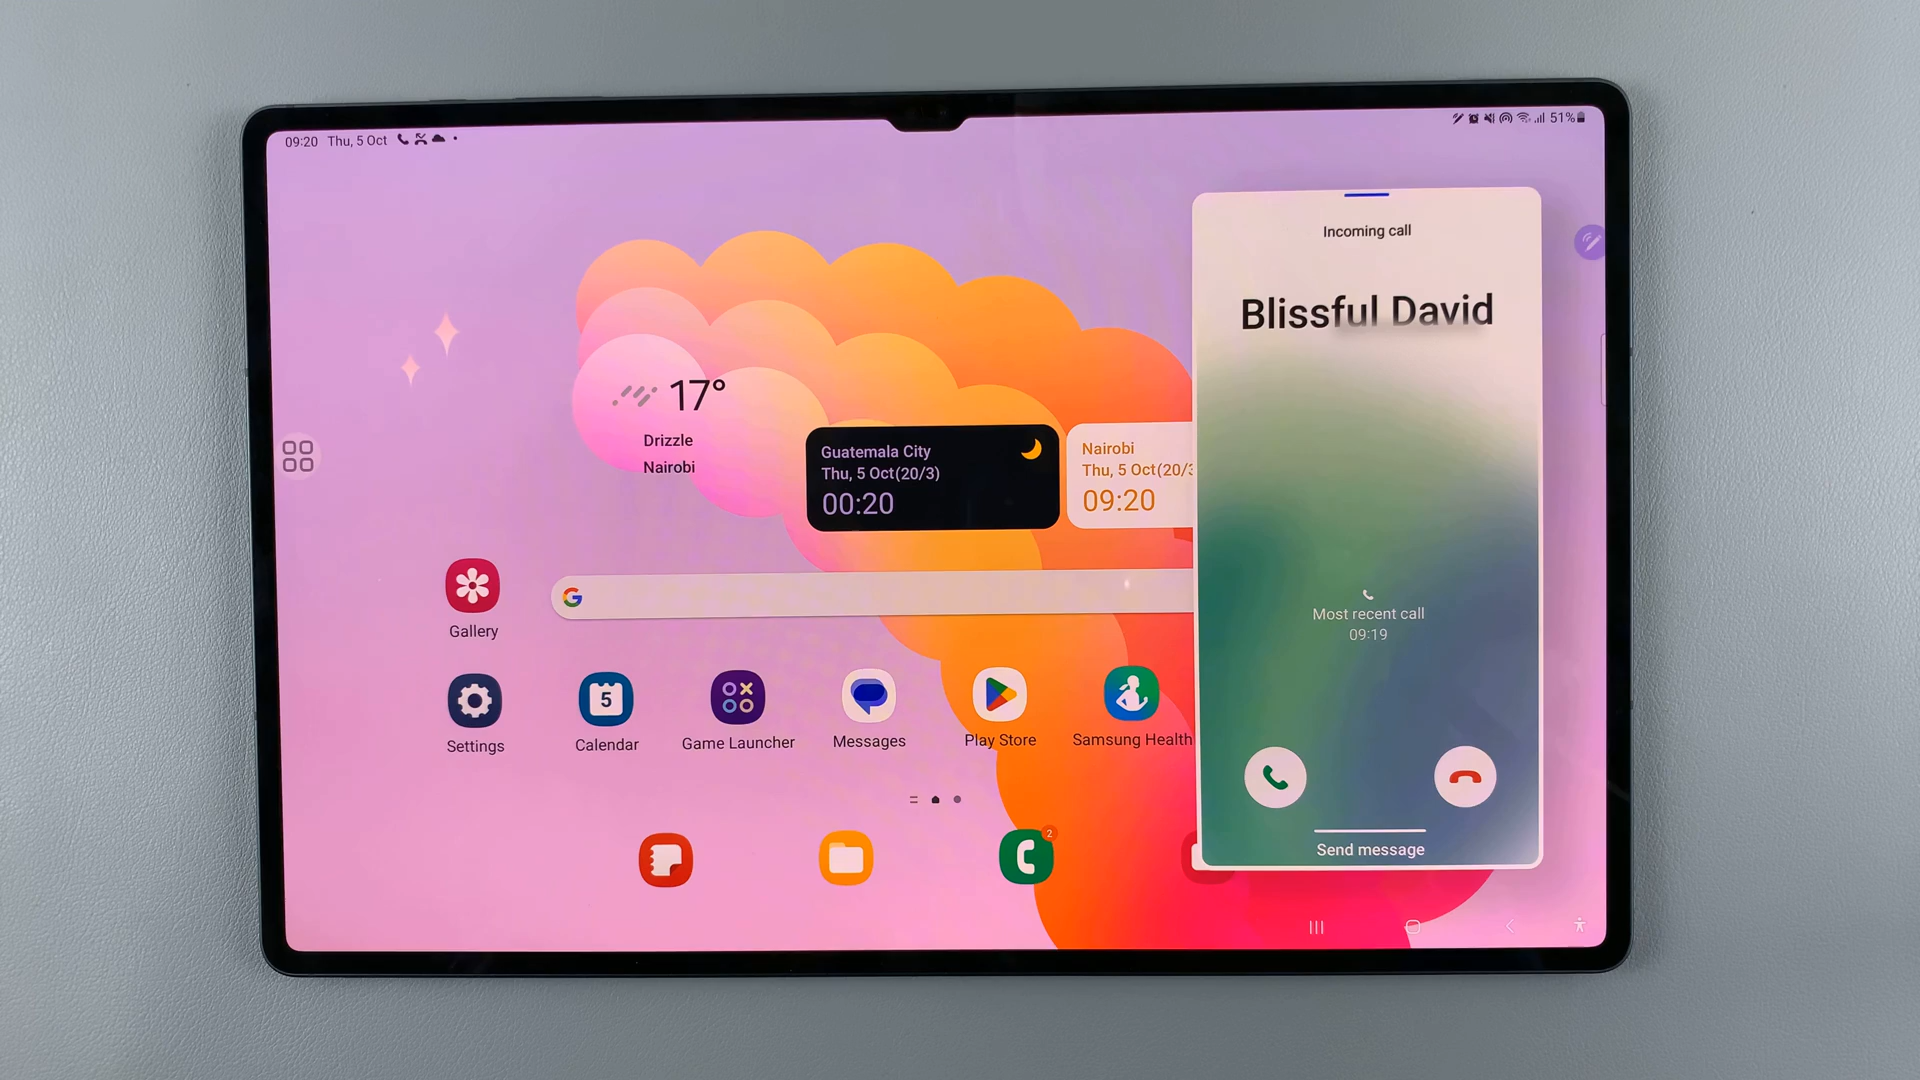 09:20 Thu, 5 Oct
51%
Incoming call
Blissful David
17°
Drizzle
Nairobi
Guatemala City
Thu, 5 Oct(20/3)
00:20
Nairobi
Thu, 5 Oct(20/3
09:20
Most recent call
09:19
Gallery
Settings
5
Calendar
Game Launcher
Messages
Play Store
Samsung Health
2
Send message